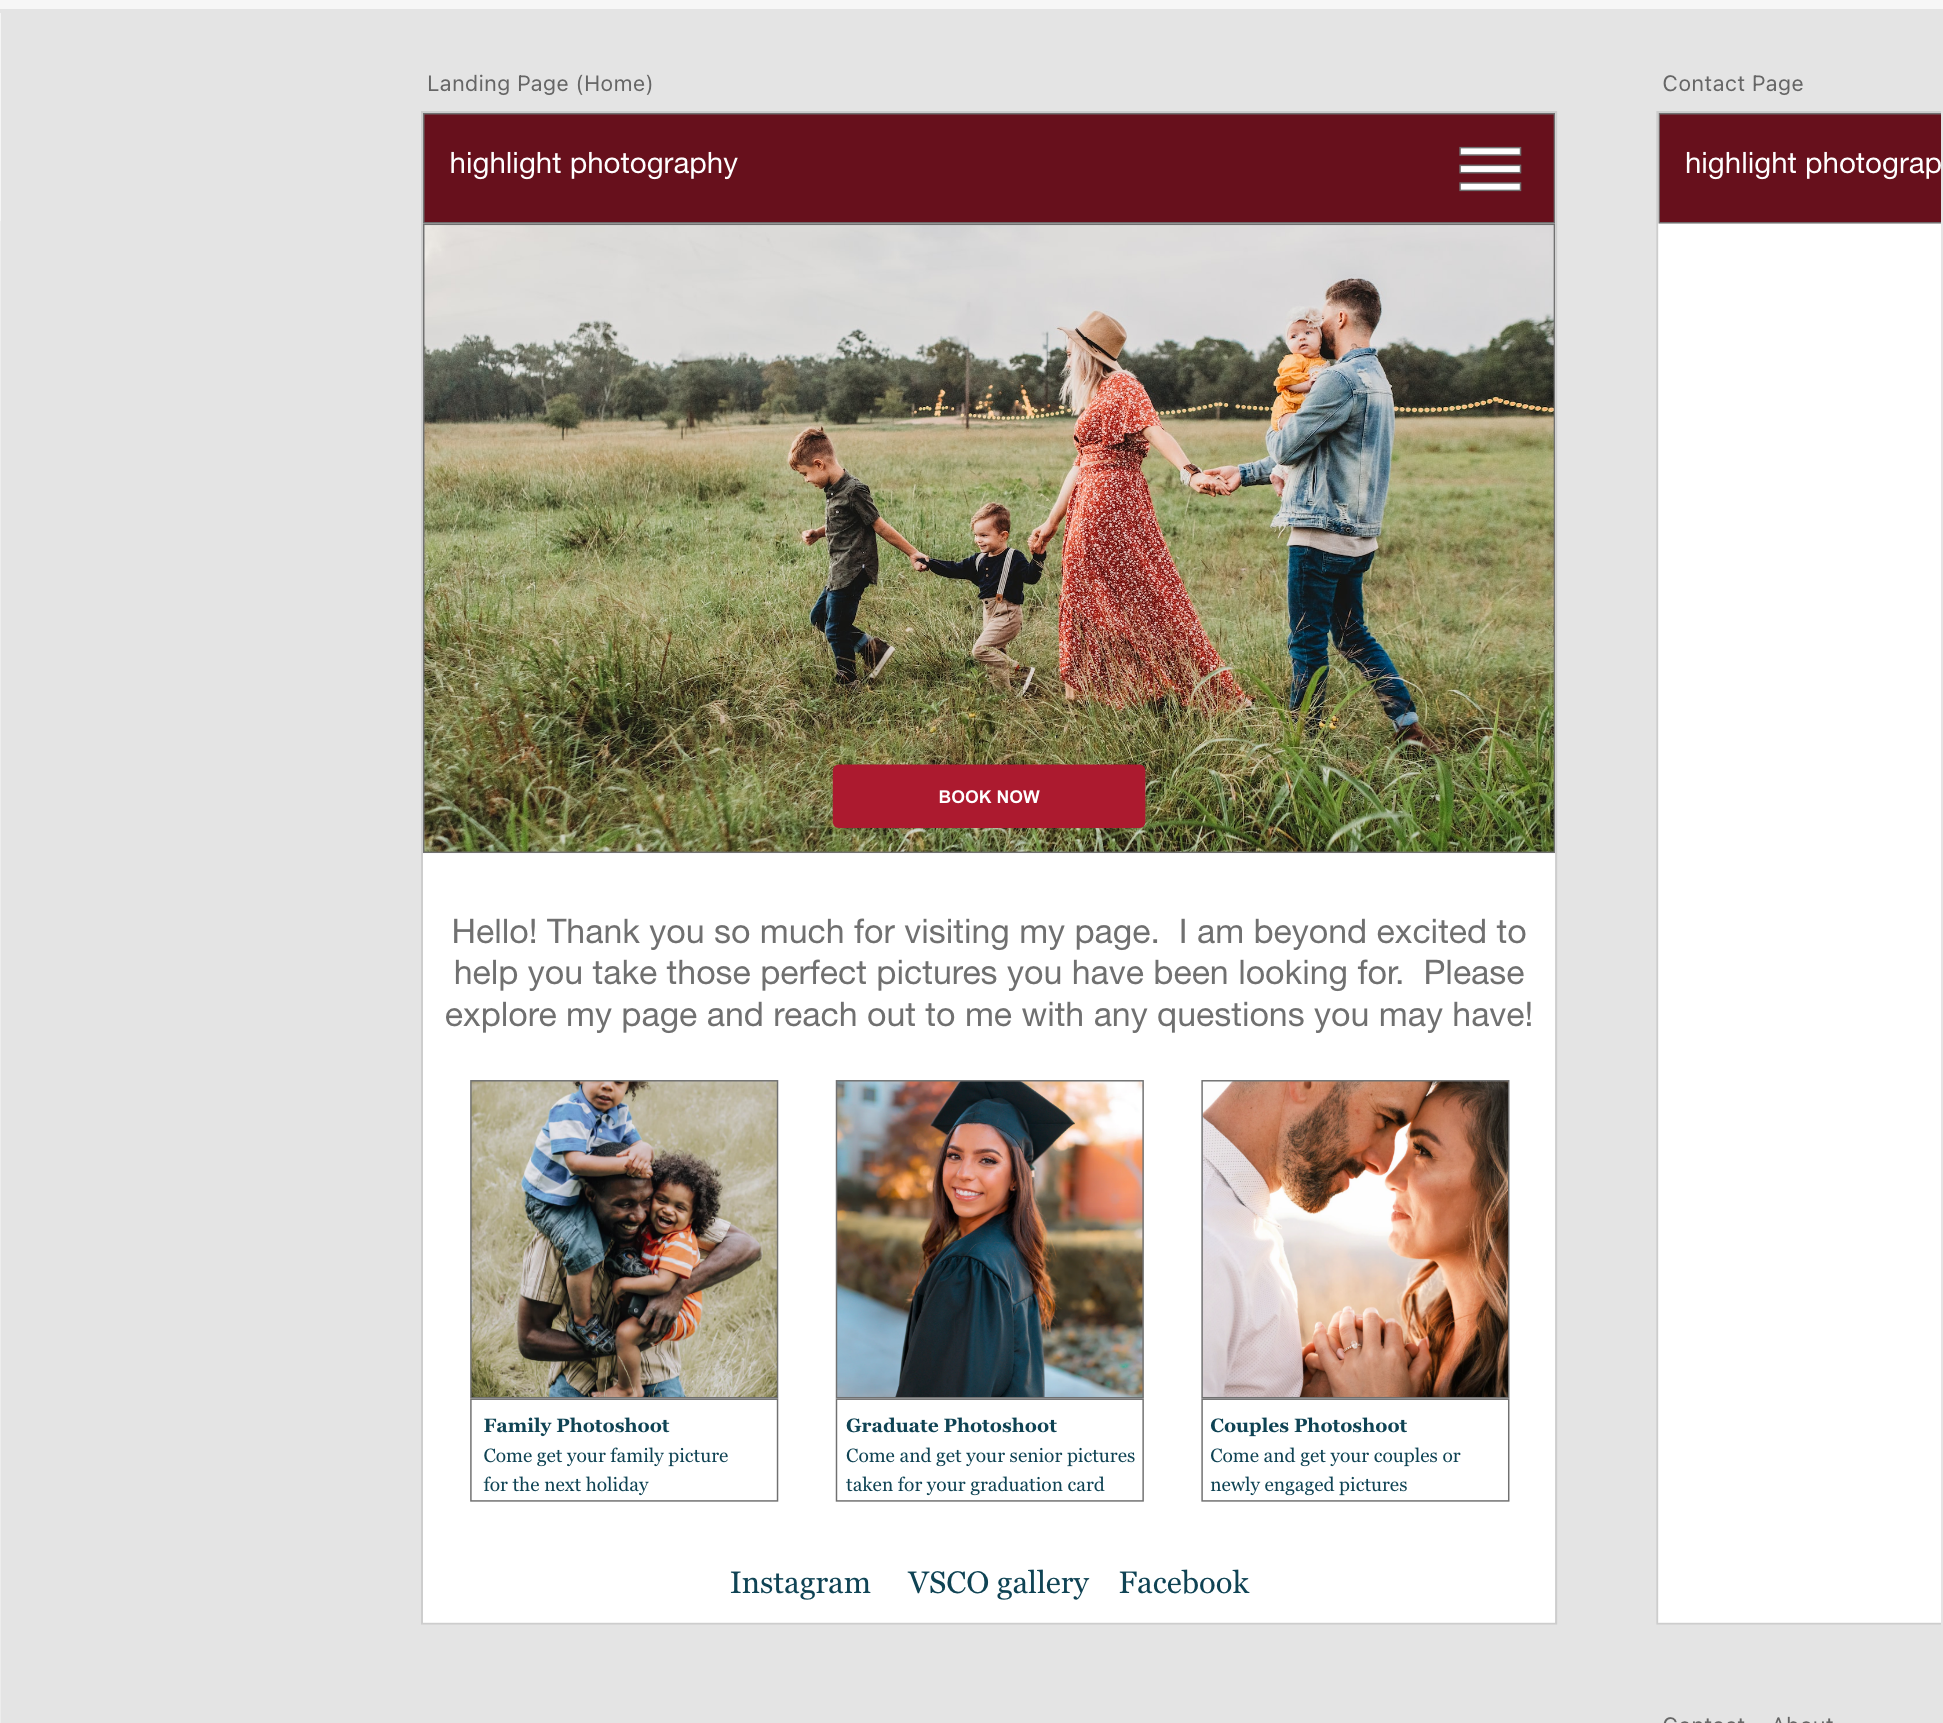 Landing Page (Home)
Contact Page
highlight photography
highlight photograp
BOOK NOW
Hello! Thank you so much for visiting my page.  I am beyond excited to
help you take those perfect pictures you have been looking for.  Please
explore my page and reach out to me with any questions you may have!
Family Photoshoot
Come get your family picture
for the next holiday
Graduate Photoshoot
Come and get your senior pictures
taken for your graduation card
Couples Photoshoot
Come and get your couples or
newly engaged pictures
Instagram
VSCO gallery
Facebook
Contact - About